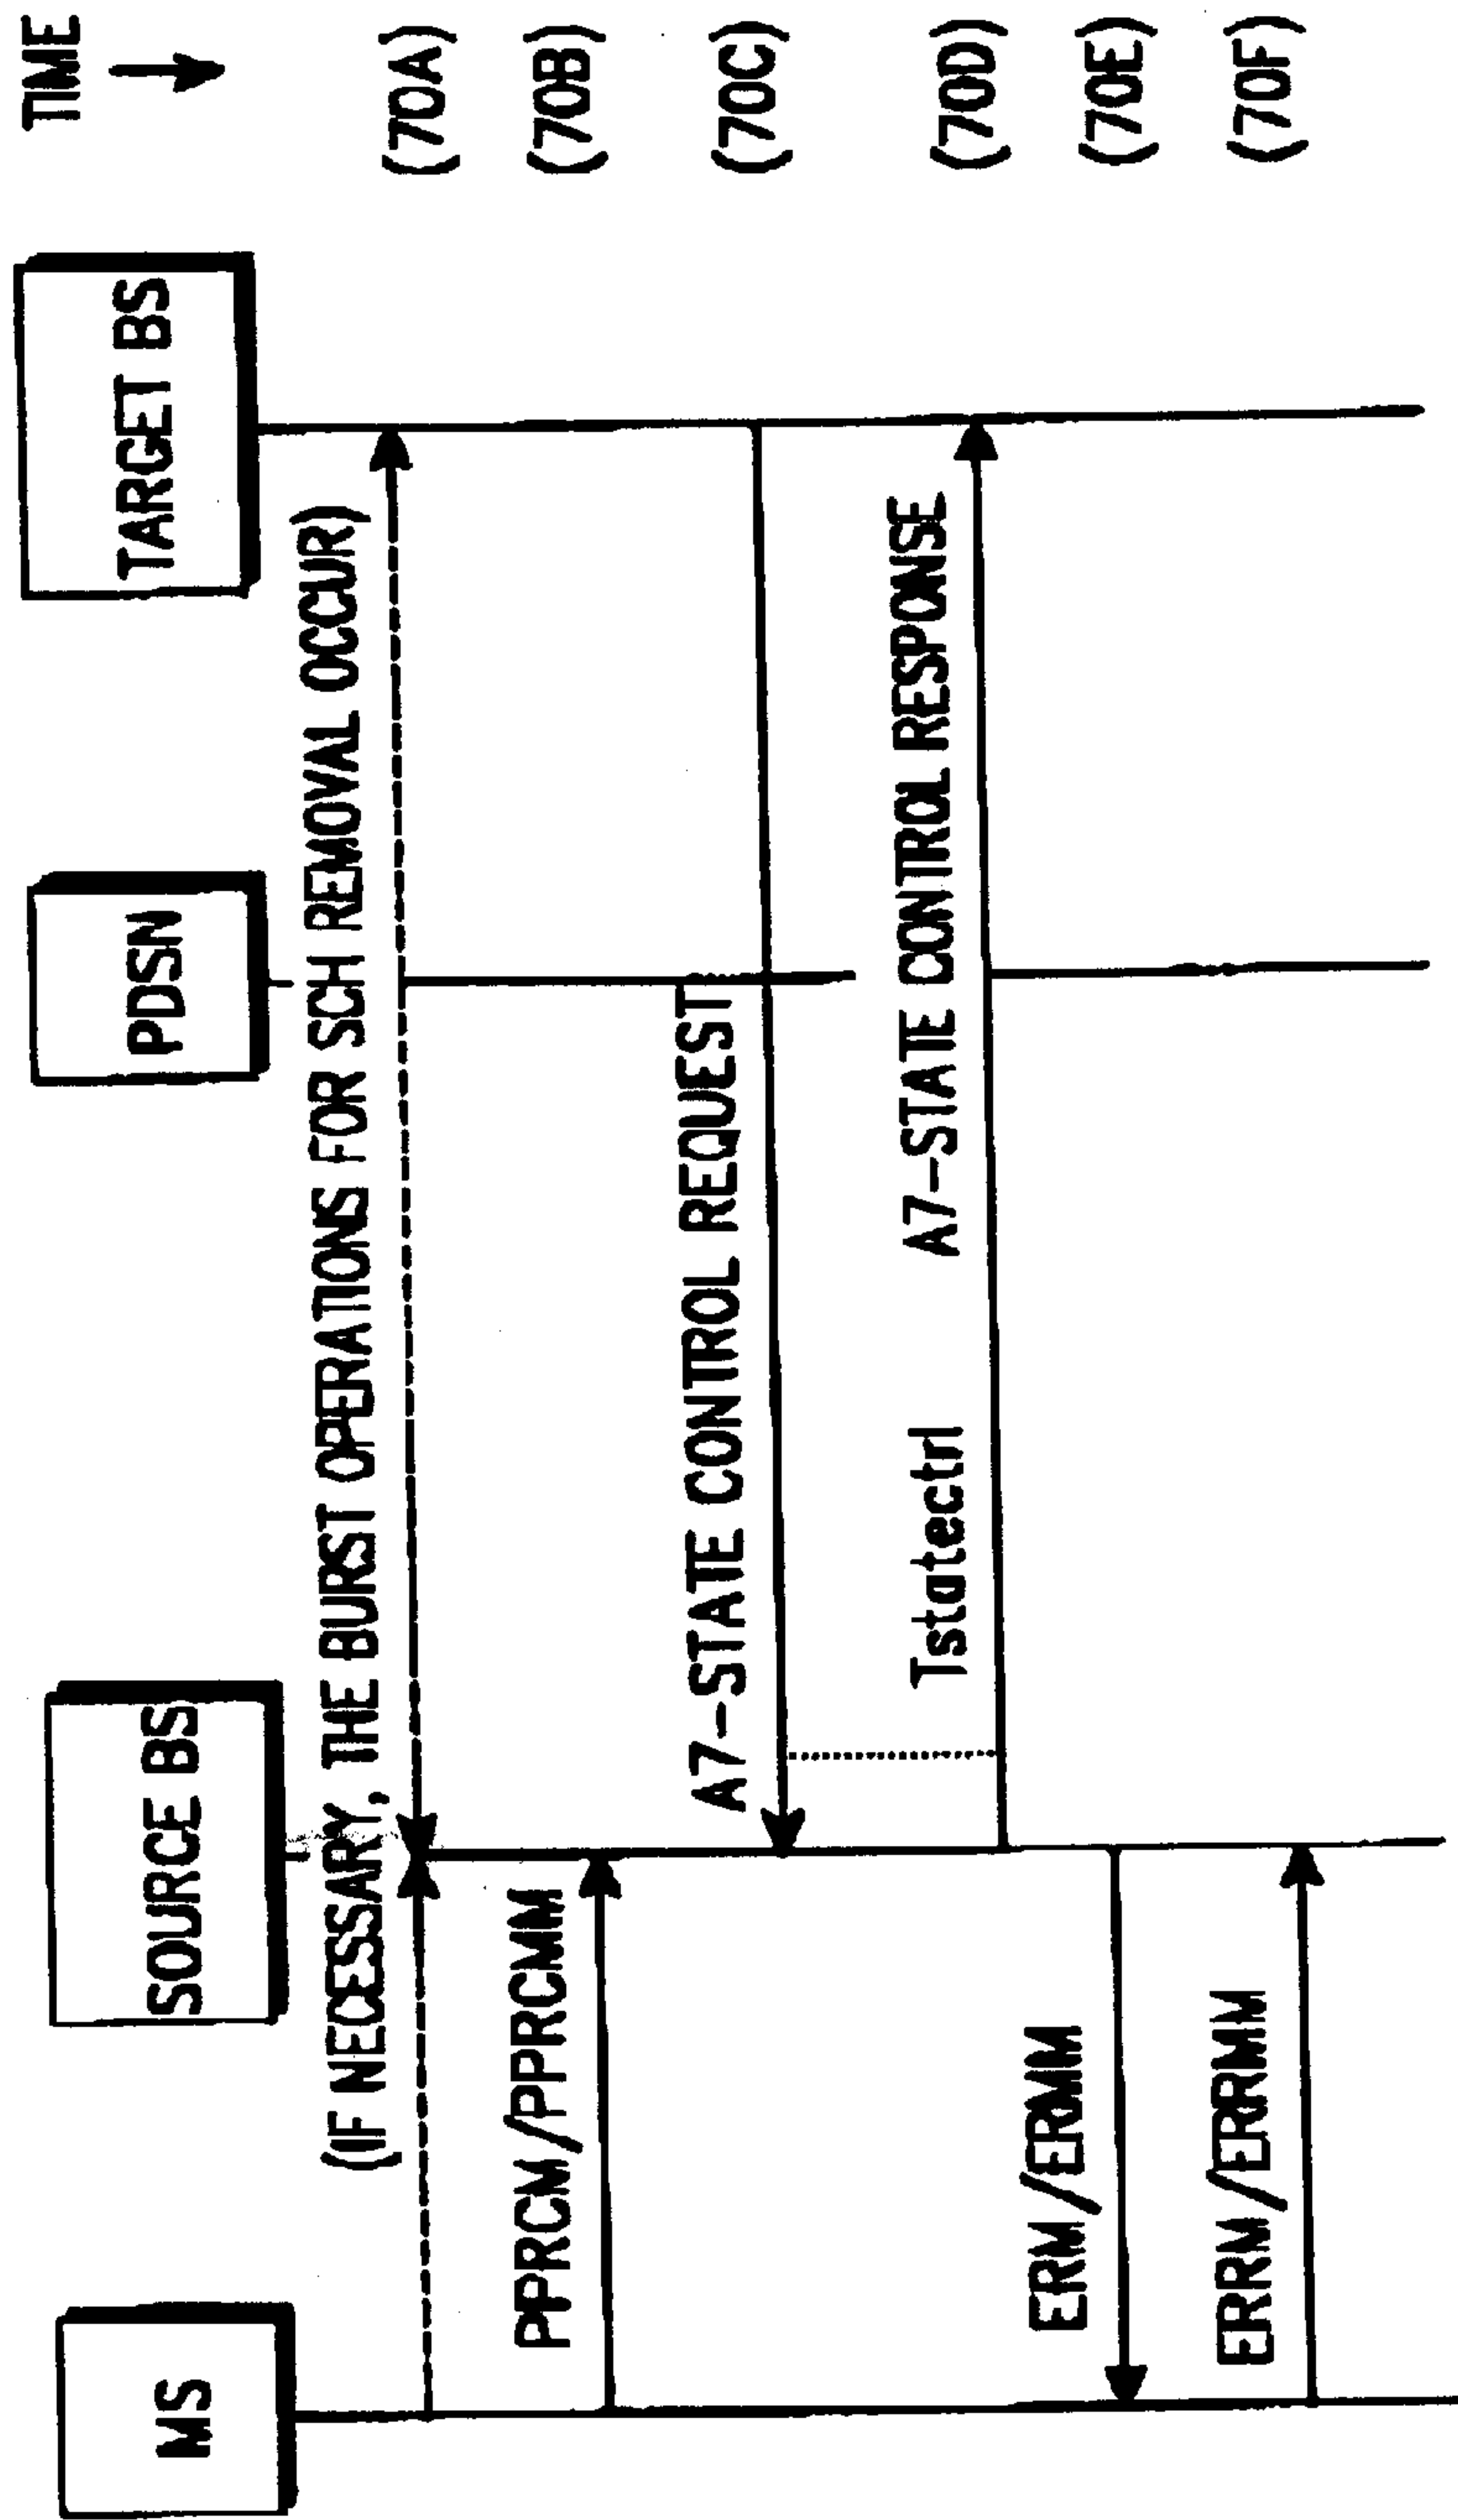 MS
SOURCE BS
PDSN
TARGET BS
TIME
(IF NECESSARY, THE BURST OPERATIONS FOR SCH REMOVAL OCCUR)
(70A)
PPRCM/PPRCMM
(70B)
A7-STATE CONTROL REQUEST
(70C)
Tstatectrl
A7-STATE CONTROL RESPONSE
(70D)
ERM/ERMM
(70E)
ERRM/ERRMM
(70F)